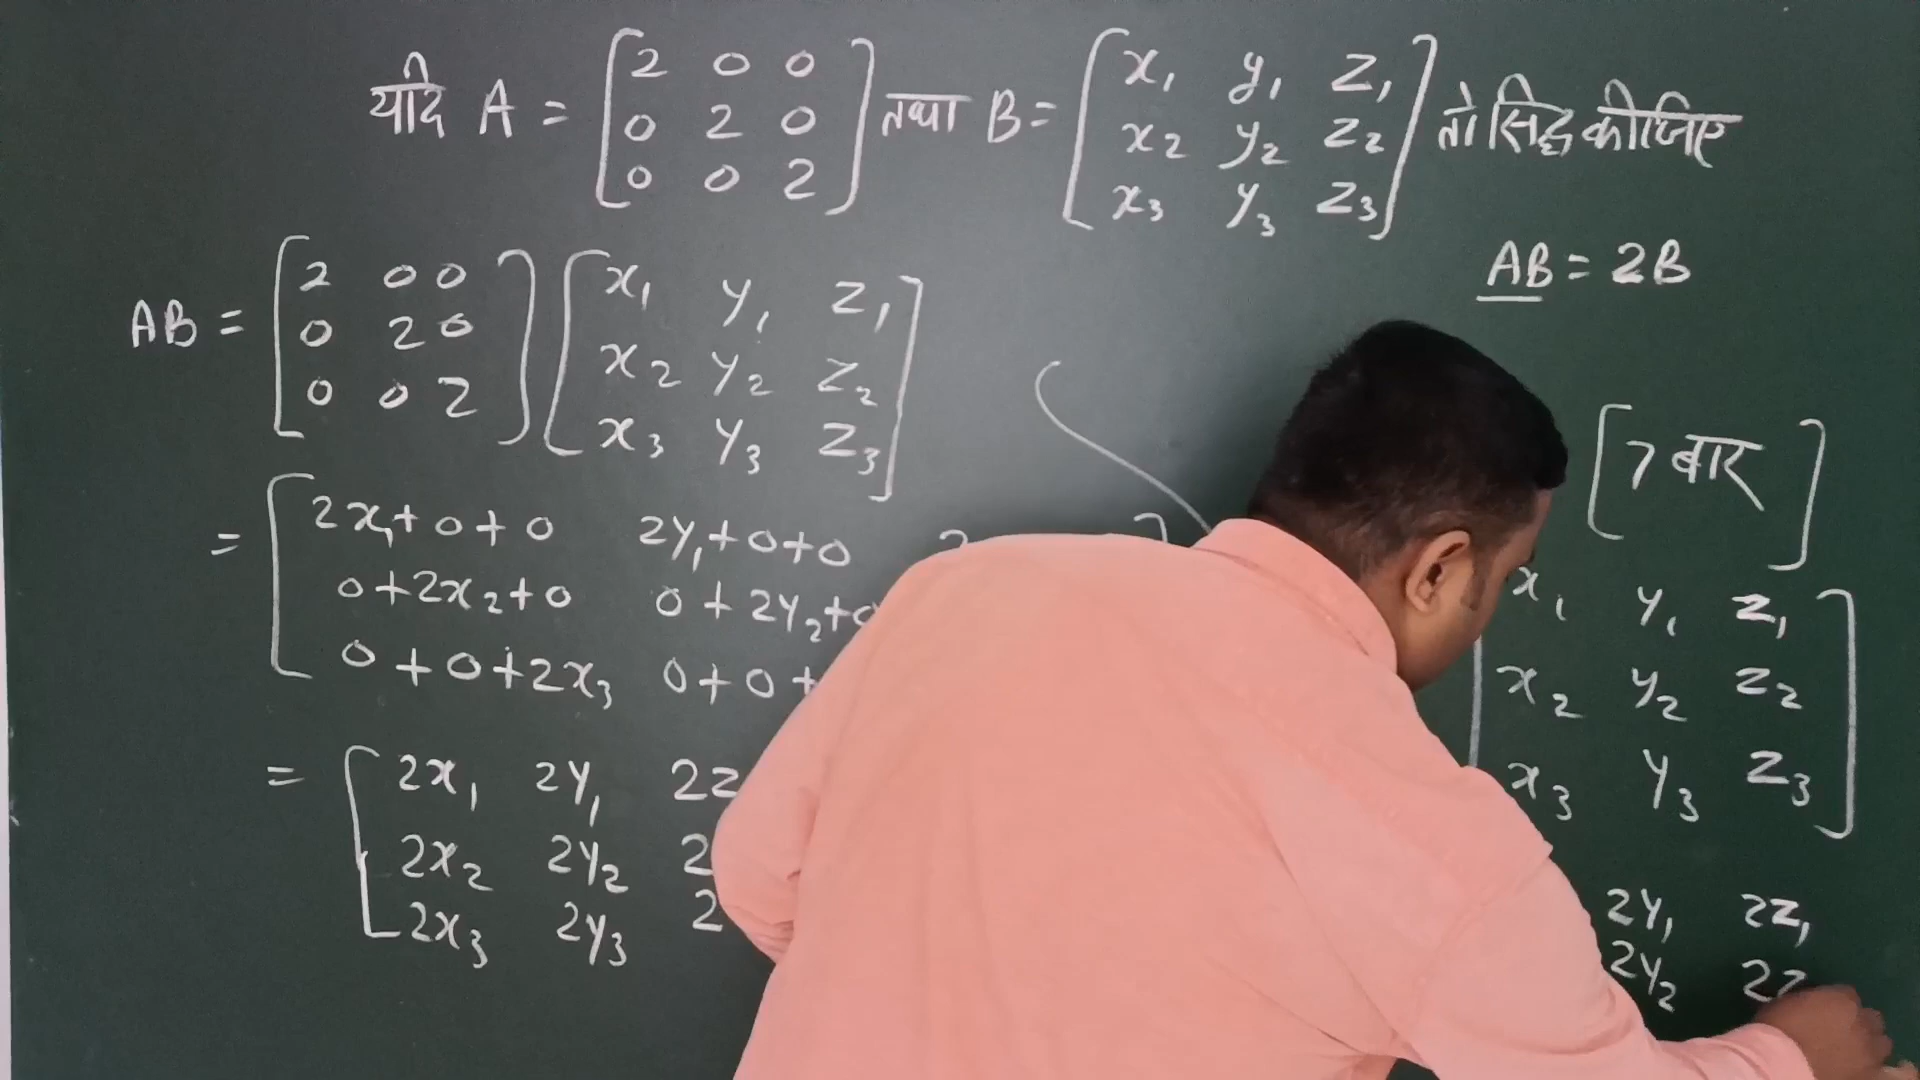 यदि A = [2 0 0 तथा B = [x₁ y₁ z₁ तो सिद्ध कीजिए
0 2 0] x₂ y₂ z₂
0 0 2] x₃ y₃ z₃]
AB = 2B
AB = [2 0 0] [x₁ y₁ z₁]
0 2 0 x₂ y₂ z₂
0 0 2 x₃ y₃ z₃
= [2x₁+0+0 2y₁+0+0
0+2x₂+0 0+2y₂+0
0+0+2x₃ 0+0+
= [2x₁ 2y₁ 2z
2x₂ 2y₂ 2
2x₃ 2y₃ 2
[7 बार]
x₁ y₁ z₁
x₂ y₂ z₂
x₃ y₃ z₃]
2y₁ 2z₁
2y₂ 2z